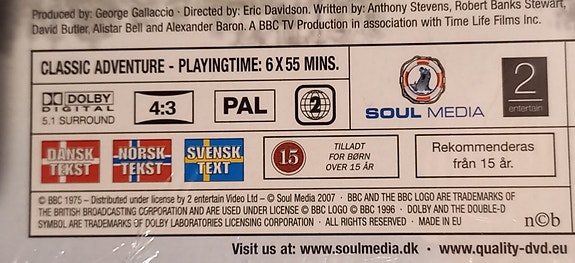 Produced by: George Gallaccio · Directed by: Eric Davidson. Written by: Anthony Stevens, Robert Banks Stewart,
David Butler, Alistair Bell and Alexander Baron. A BBC TV Production in association with Time Life Films Inc.
CLASSIC ADVENTURE - PLAYINGTIME: 6 X 55 MINS.
DOLBY
DIGITAL
5.1 SURROUND
4:3
PAL
2
SOUL MEDIA
2
entertain
DANSK
TEKST
NORSK
TEKST
SVENSK
TEXT
15
TILLADT
FOR BØRN
OVER 15 ÅR
Rekommenderas
från 15 år.
© BBC 1975 – Distributed under license by 2 entertain Video Ltd – © Soul Media 2007 · BBC AND THE BBC LOGO ARE TRADEMARKS OF
THE BRITISH BROADCASTING CORPORATION AND ARE USED UNDER LICENSE © BBC LOGO © BBC 1996 · DOLBY AND THE DOUBLE-D
SYMBOL ARE TRADEMARKS OF DOLBY LABORATORIES LICENSING CORPORATION · ALL RIGHTS RESERVED · MADE IN EU
n©b
Visit us at: www.soulmedia.dk · www.quality-dvd.eu